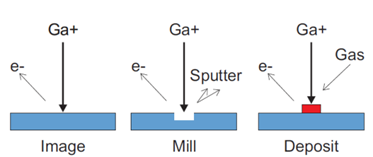 Ga+
e-
Image
Ga+
e-
Sputter
Mill
Ga+
e-
Gas
Deposit